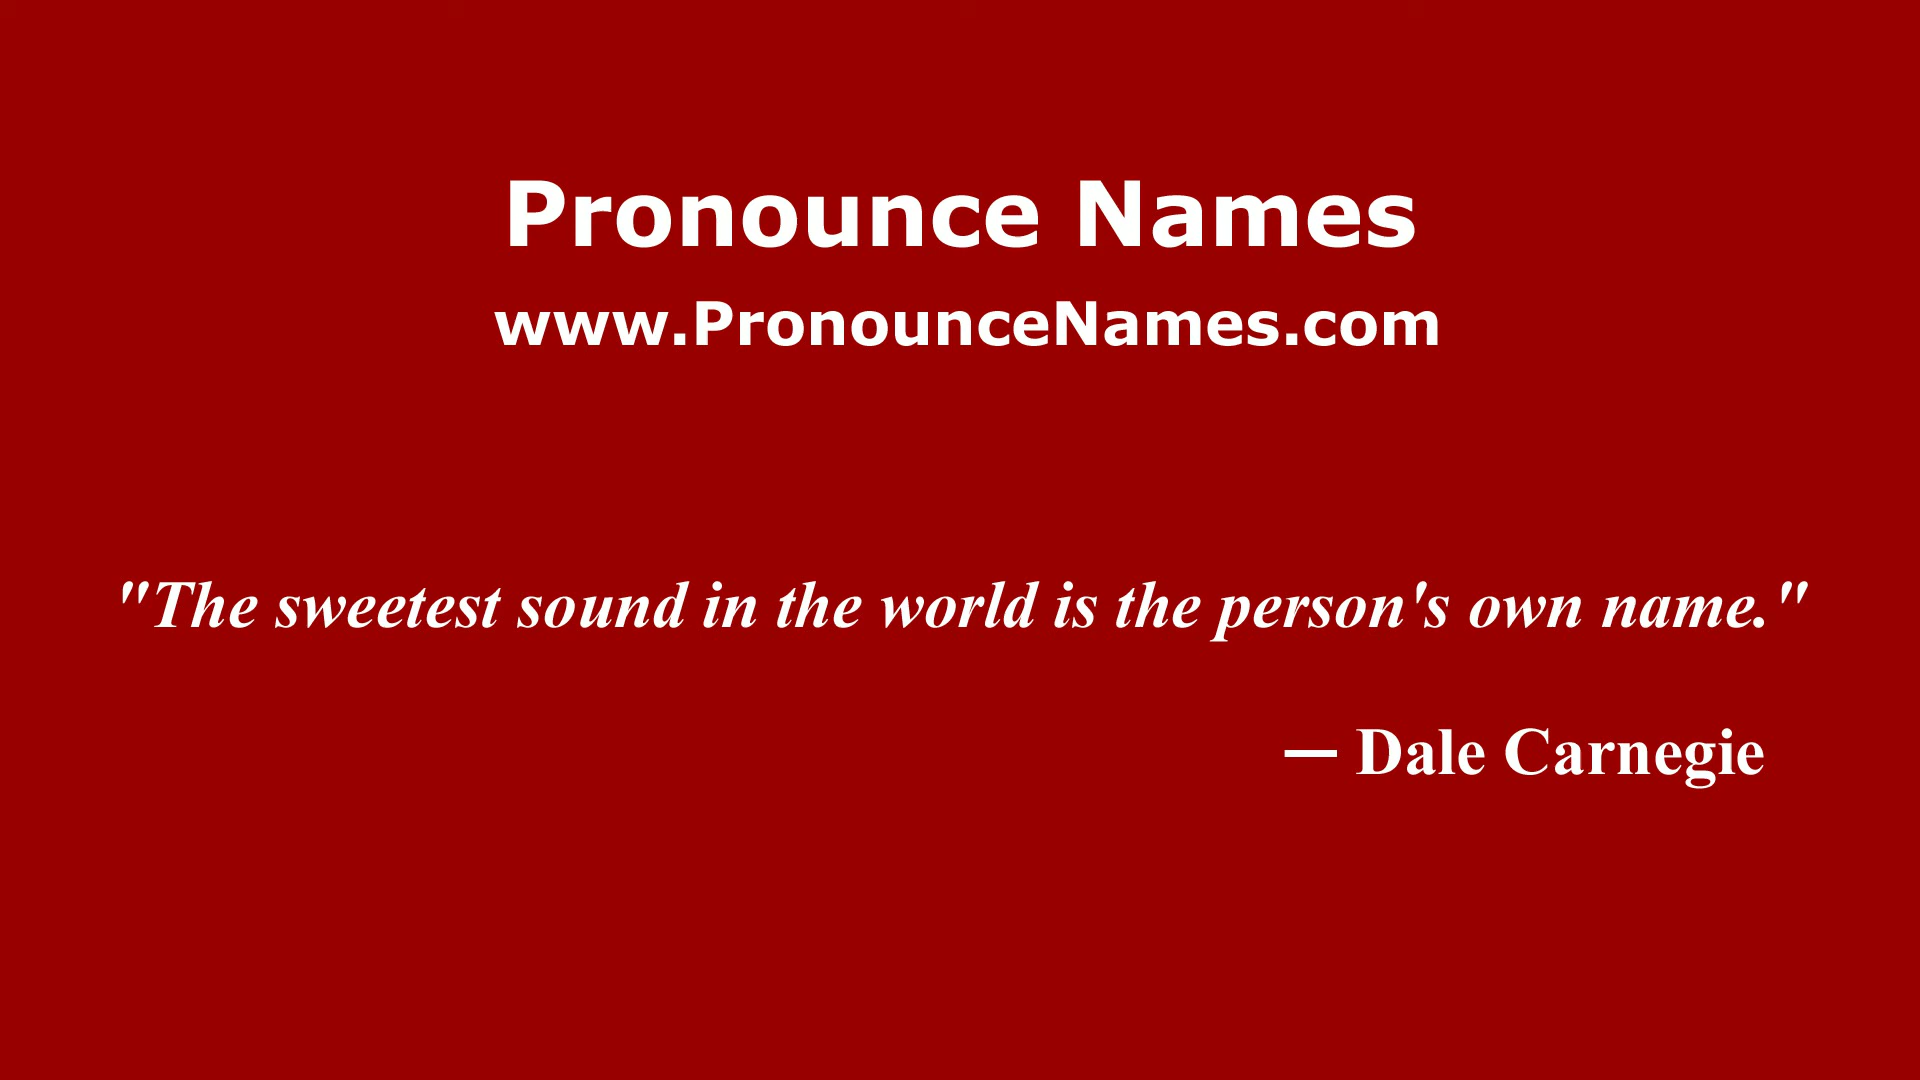 Pronounce Names
www.PronounceNames.com
"The sweetest sound in the world is the person's own name."
— Dale Carnegie